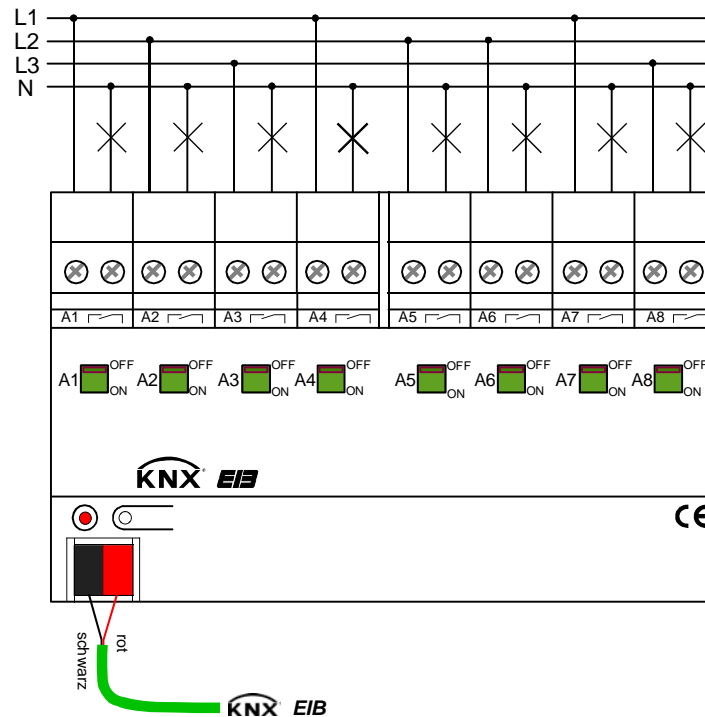 L1
L2
L3
N
A1 A2 A3 A4 A5 A6 A7 A8
A1 OFF ON A2 OFF ON A3 OFF ON A4 OFF ON A5 OFF ON A6 OFF ON A7 OFF ON A8 OFF ON
KNX EIB
CE
schwarz
rot
KNX EIB